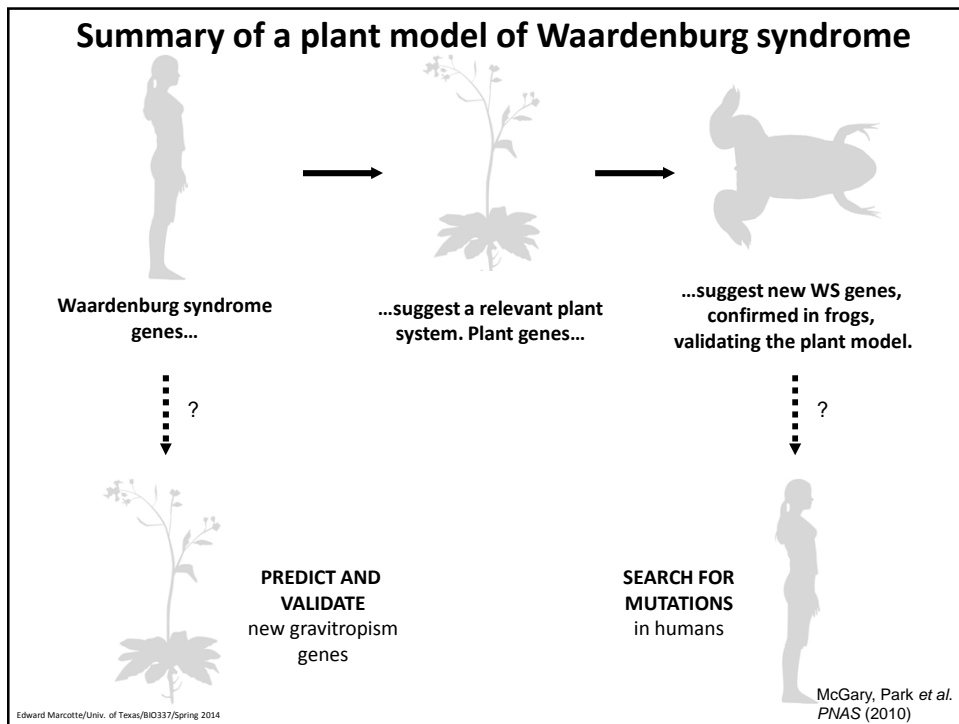 Summary of a plant model of Waardenburg syndrome
Waardenburg syndrome
genes…
…suggest a relevant plant
system. Plant genes…
…suggest new WS genes,
confirmed in frogs,
validating the plant model.
?
?
PREDICT AND
VALIDATE
new gravitropism
genes
SEARCH FOR
MUTATIONS
in humans
Edward Marcotte/Univ. of Texas/BIO337/Spring 2014
McGary, Park et al.
PNAS (2010)